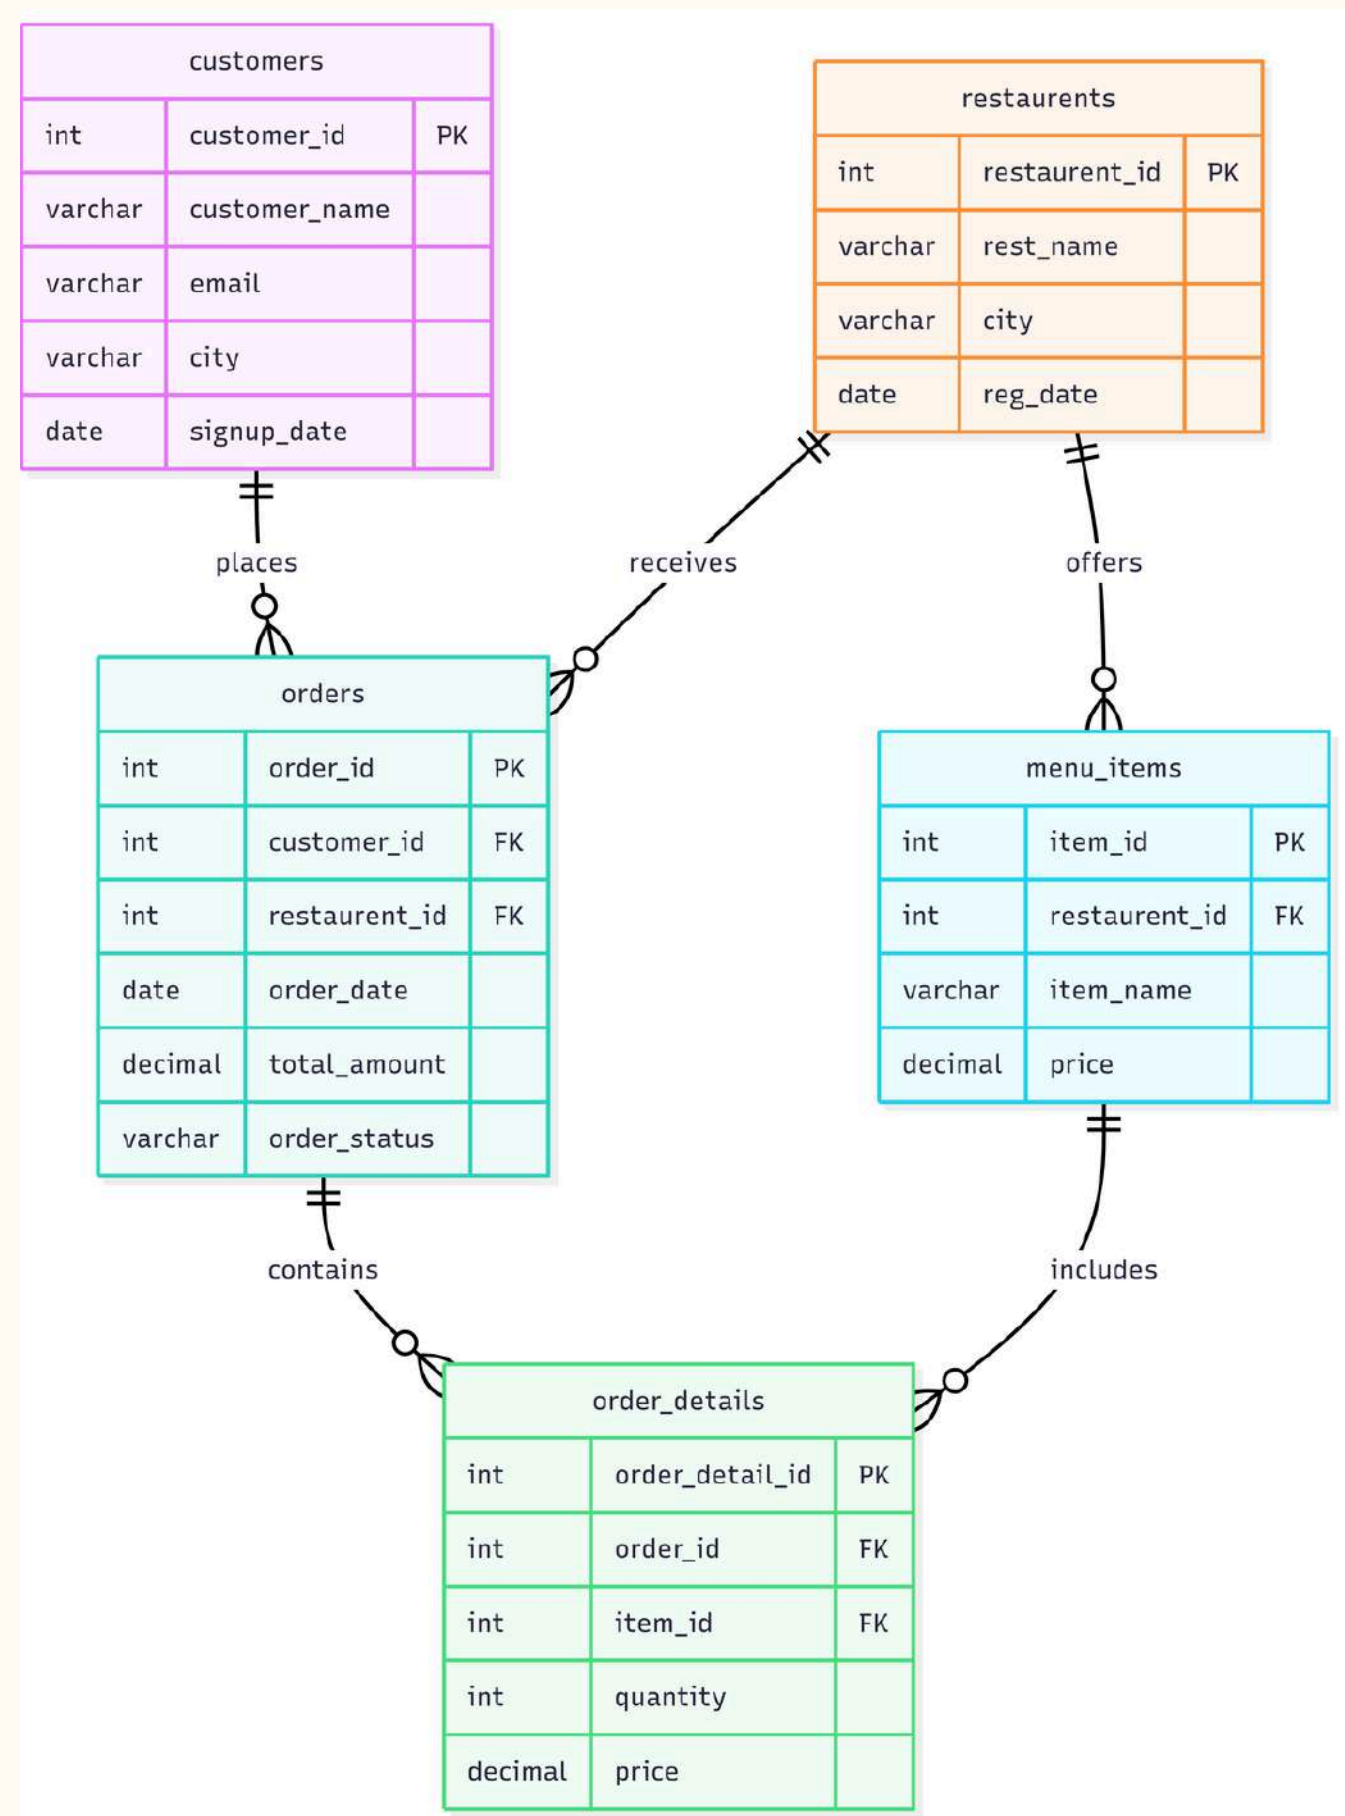 customers
int customer_id PK
varchar customer_name
varchar email
varchar city
date signup_date
restaurents
int restaurent_id PK
varchar rest_name
varchar city
date reg_date
places
receives
offers
orders
int order_id PK
int customer_id FK
int restaurent_id FK
date order_date
decimal total_amount
varchar order_status
menu_items
int item_id PK
int restaurent_id FK
varchar item_name
decimal price
contains
includes
order_details
int order_detail_id PK
int order_id FK
int item_id FK
int quantity
decimal price